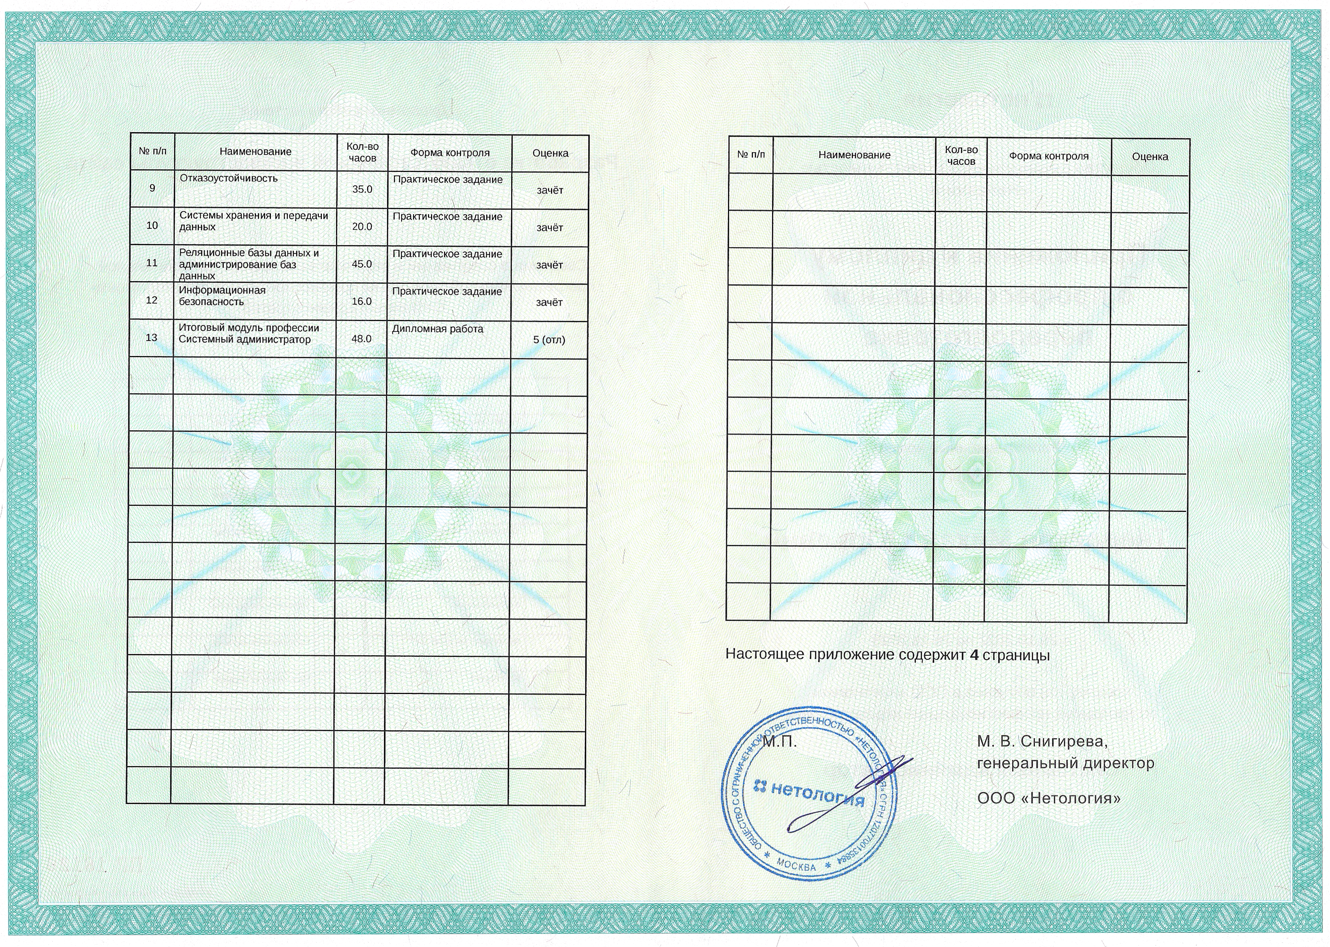 № п/п Наименование Кол-во часов Форма контроля Оценка
9 Отказоустойчивость 35.0 Практическое задание зачёт
10 Системы хранения и передачи данных 20.0 Практическое задание зачёт
11 Реляционные базы данных и администрирование баз данных 45.0 Практическое задание зачёт
12 Информационная безопасность 16.0 Практическое задание зачёт
13 Итоговый модуль профессии Системный администратор 48.0 Дипломная работа 5 (отл)
№ п/п Наименование Кол-во часов Форма контроля Оценка
Настоящее приложение содержит 4 страницы
М.П.
ОБЩЕСТВО С ОГРАНИЧЕННОЙ ОТВЕТСТВЕННОСТЬЮ «НЕТОЛОГИЯ»
нетология
МОСКВА
М. В. Снигирева,
генеральный директор
ООО «Нетология»